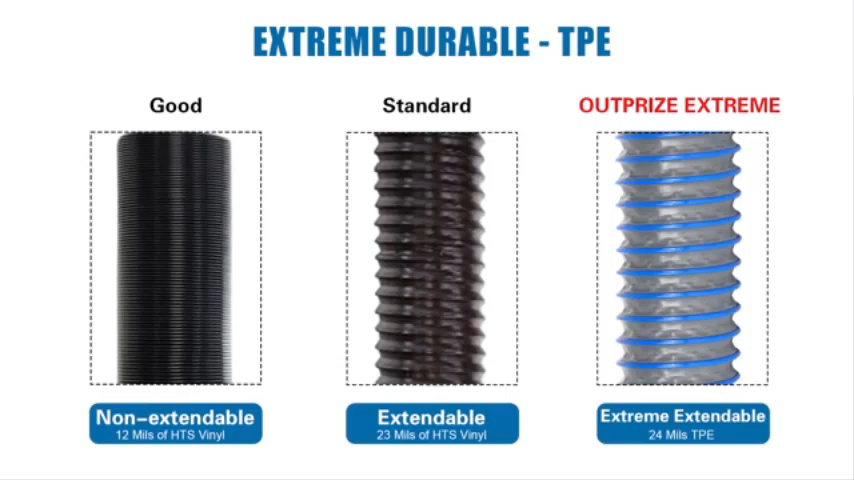 EXTREME DURABLE - TPE
Good
Standard
OUTPRIZE EXTREME
Non-extendable
12 Mils of HTS Vinyl
Extendable
23 Mils of HTS Vinyl
Extreme Extendable
24 Mils TPE